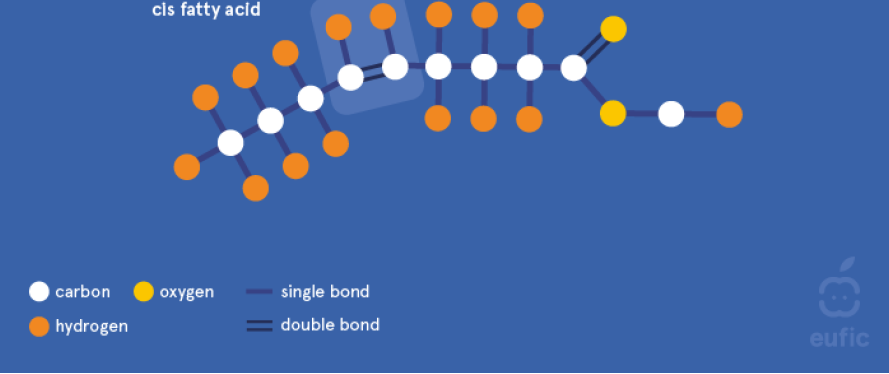 cis fatty acid
carbon
oxygen
single bond
hydrogen
double bond
eufic